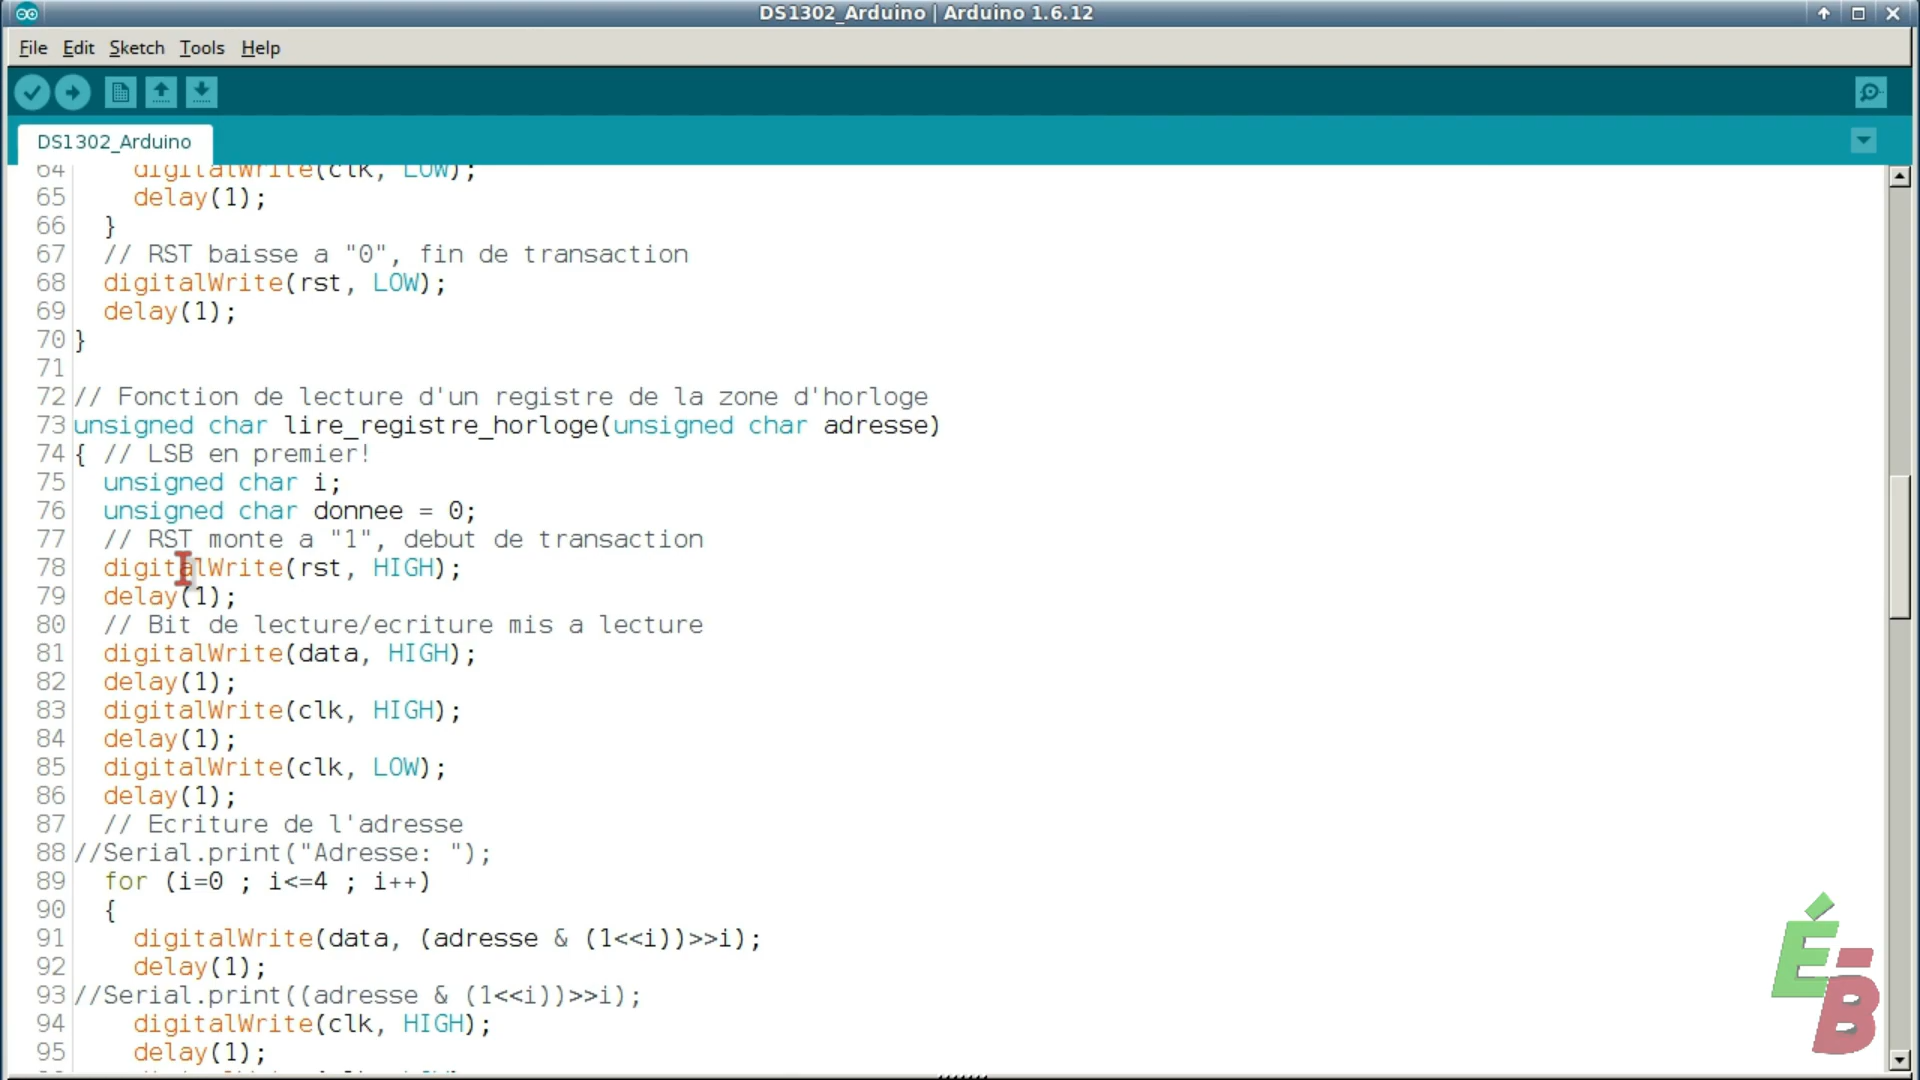 DS1302_Arduino | Arduino 1.6.12
File Edit Sketch Tools Help
DS1302_Arduino
64 digitalWrite(clk, LOW);
65 delay(1);
66 }
67 // RST baisse a "0", fin de transaction
68 digitalWrite(rst, LOW);
69 delay(1);
70 }
71
72 // Fonction de lecture d'un registre de la zone d'horloge
73 unsigned char lire_registre_horloge(unsigned char adresse)
74 { // LSB en premier!
75 unsigned char i;
76 unsigned char donnee = 0;
77 // RST monte a "1", debut de transaction
78 digitalWrite(rst, HIGH);
79 delay(1);
80 // Bit de lecture/ecriture mis a lecture
81 digitalWrite(data, HIGH);
82 delay(1);
83 digitalWrite(clk, HIGH);
84 delay(1);
85 digitalWrite(clk, LOW);
86 delay(1);
87 // Ecriture de l'adresse
88 //Serial.print("Adresse: ");
89 for (i=0 ; i<=4 ; i++)
90 {
91 digitalWrite(data, (adresse & (1<<i))>>i);
92 delay(1);
93 //Serial.print((adresse & (1<<i))>>i);
94 digitalWrite(clk, HIGH);
95 delay(1);
É-B